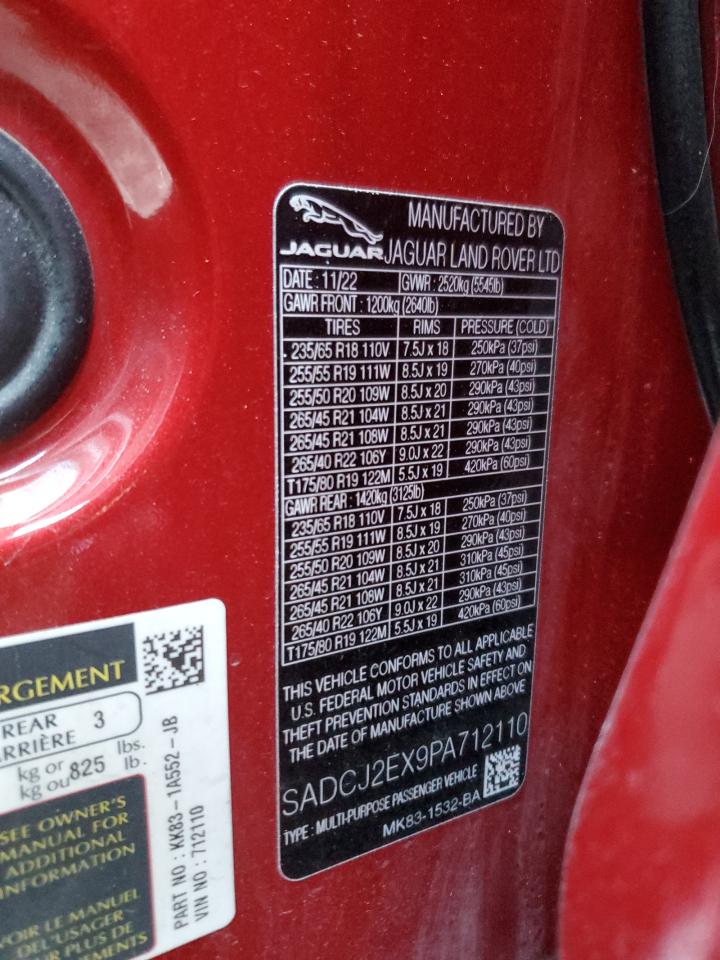 JAGUAR
MANUFACTURED BY
JAGUAR LAND ROVER LTD
DATE: 11/22 GVWR: 2520kg (5545lb)
GAWR FRONT: 1200kg (2640lb)
TIRES RIMS PRESSURE (COLD)
235/65 R18 110V 7.5J x 18 250kPa (37psi)
255/55 R19 111W 8.5J x 19 270kPa (40psi)
255/50 R20 109W 8.5J x 20 290kPa (43psi)
265/45 R21 104W 8.5J x 21 290kPa (43psi)
265/45 R21 108W 8.5J x 21 290kPa (43psi)
265/40 R22 106Y 9.0J x 22 290kPa (43psi)
T175/80 R19 122M 5.5J x 19 420kPa (60psi)
GAWR REAR: 1420kg (3125lb)
235/65 R18 110V 7.5J x 18 250kPa (37psi)
255/55 R19 111W 8.5J x 19 270kPa (40psi)
255/50 R20 109W 8.5J x 20 290kPa (43psi)
265/45 R21 104W 8.5J x 21 310kPa (45psi)
265/45 R21 108W 8.5J x 21 310kPa (45psi)
265/40 R22 106Y 9.0J x 22 290kPa (43psi)
T175/80 R19 122M 5.5J x 19 420kPa (60psi)
THIS VEHICLE CONFORMS TO ALL APPLICABLE
U.S. FEDERAL MOTOR VEHICLE SAFETY AND
THEFT PREVENTION STANDARDS IN EFFECT ON
THE DATE OF MANUFACTURE SHOWN ABOVE
SADCJ2EX9PA712110
TYPE: MULTI-PURPOSE PASSENGER VEHICLE
MK83-1532-BA
RGEMENT
REAR 3
ARRIÈRE
kg or 825 lbs.
kg ou lb.
SEE OWNER'S
MANUAL FOR
ADDITIONAL
INFORMATION
VOIR LE MANUEL
DE L'USAGER
POUR PLUS DE
EMENTS
PART NO : KK83-1A552-JB
VIN NO : 712110